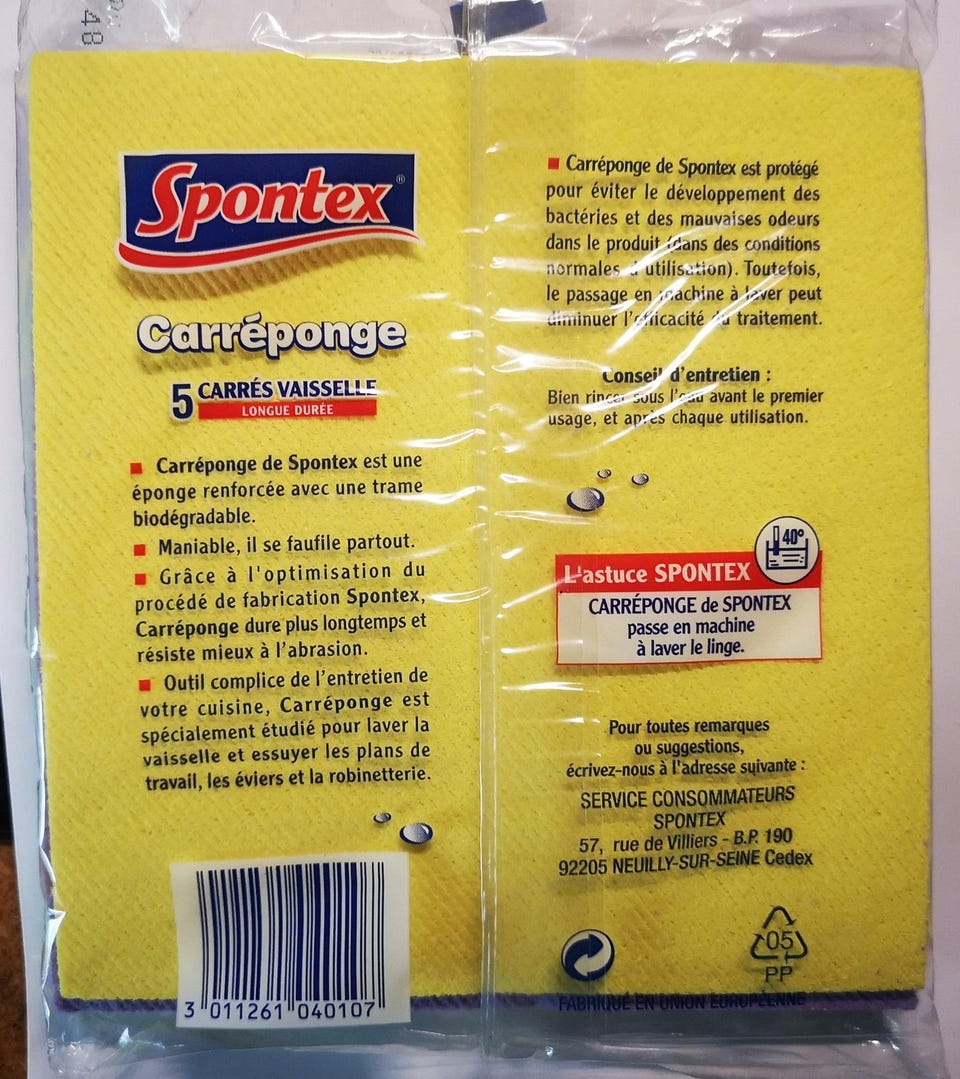 48
Spontex®
Carréponge
5 CARRÉS VAISSELLE
LONGUE DURÉE
■ Carréponge de Spontex est une
éponge renforcée avec une trame
biodégradable.
■ Maniable, il se faufile partout.
■ Grâce à l'optimisation du
procédé de fabrication Spontex,
Carréponge dure plus longtemps et
résiste mieux à l'abrasion.
■ Outil complice de l'entretien de
votre cuisine, Carréponge est
spécialement étudié pour laver la
vaisselle et essuyer les plans de
travail, les éviers et la robinetterie.
3 011261 040107
■ Carréponge de Spontex est protégé
pour éviter le développement des
bactéries et des mauvaises odeurs
dans le produit (dans des conditions
normales d'utilisation). Toutefois,
le passage en machine à laver peut
diminuer l'efficacité du traitement.
Conseil d'entretien :
Bien rincer sous l'eau avant le premier
usage, et après chaque utilisation.
40°
L'astuce SPONTEX
CARRÉPONGE de SPONTEX
passe en machine
à laver le linge.
Pour toutes remarques
ou suggestions,
écrivez-nous à l'adresse suivante :
SERVICE CONSOMMATEURS
SPONTEX
57, rue de Villiers - B.P. 190
92205 NEUILLY-SUR-SEINE Cedex
05
PP
FABRIQUÉ EN UNION EUROPÉENNE